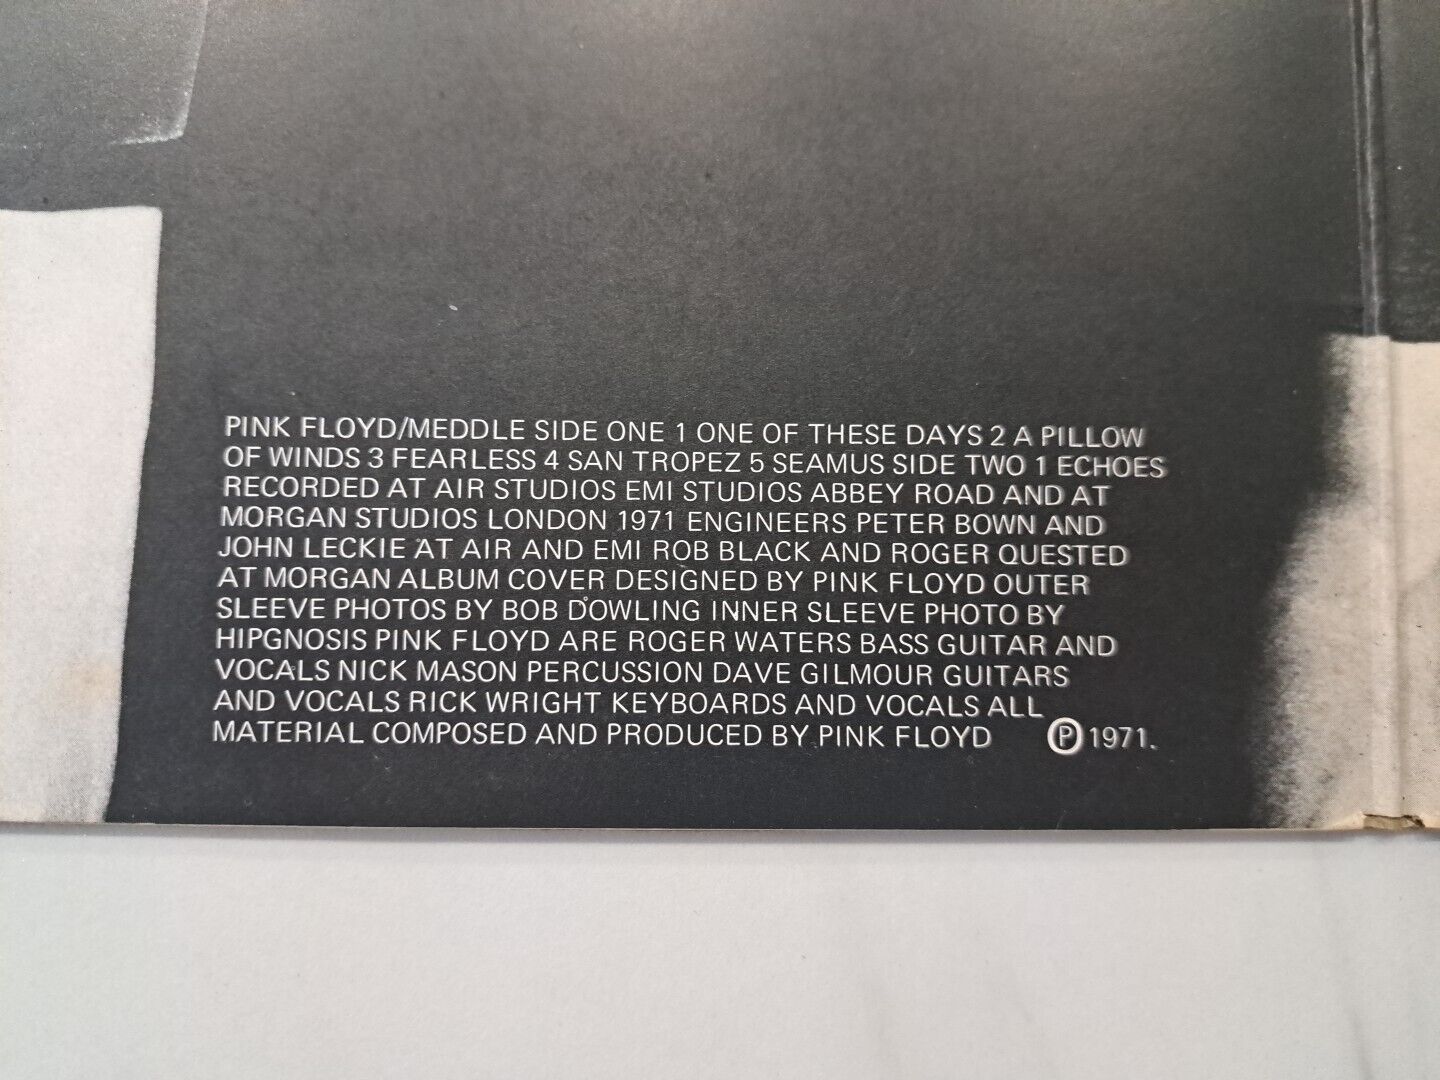 PINK FLOYD/MEDDLE SIDE ONE 1 ONE OF THESE DAYS 2 A PILLOW
OF WINDS 3 FEARLESS 4 SAN TROPEZ 5 SEAMUS SIDE TWO 1 ECHOES
RECORDED AT AIR STUDIOS EMI STUDIOS ABBEY ROAD AND AT
MORGAN STUDIOS LONDON 1971 ENGINEERS PETER BOWN AND
JOHN LECKIE AT AIR AND EMI ROB BLACK AND ROGER QUESTED
AT MORGAN ALBUM COVER DESIGNED BY PINK FLOYD OUTER
SLEEVE PHOTOS BY BOB DOWLING INNER SLEEVE PHOTO BY
HIPGNOSIS PINK FLOYD ARE ROGER WATERS BASS GUITAR AND
VOCALS NICK MASON PERCUSSION DAVE GILMOUR GUITARS
AND VOCALS RICK WRIGHT KEYBOARDS AND VOCALS ALL
MATERIAL COMPOSED AND PRODUCED BY PINK FLOYD ℗ 1971.